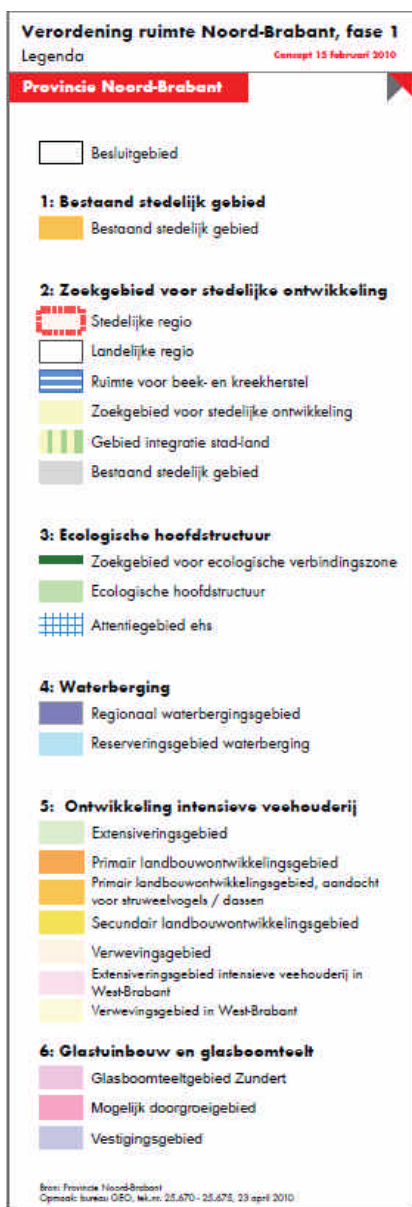 Verordening ruimte Noord-Brabant, fase 1
Legenda
Concept 15 februari 2010
Provincie Noord-Brabant
Besluitgebied
1: Bestaand stedelijk gebied
Bestaand stedelijk gebied
2: Zoekgebied voor stedelijke ontwikkeling
Stedelijke regio
Landelijke regio
Ruimte voor beek- en kreekherstel
Zoekgebied voor stedelijke ontwikkeling
Gebied integratie stad-land
Bestaand stedelijk gebied
3: Ecologische hoofdstructuur
Zoekgebied voor ecologische verbindingszone
Ecologische hoofdstructuur
Attentiegebied ehs
4: Waterberging
Regionaal waterbergingsgebied
Reserveringsgebied waterberging
5: Ontwikkeling intensieve veehouderij
Extensiveringsgebied
Primair landbouwontwikkelingsgebied
Primair landbouwontwikkelingsgebied, aandacht
voor struweelvogels / dassen
Secundair landbouwontwikkelingsgebied
Verwevingsgebied
Extensiveringsgebied intensieve veehouderij in
West-Brabant
Verwevingsgebied in West-Brabant
6: Glastuinbouw en glasboomteelt
Glasboomteeltgebied Zundert
Mogelijk doorgroeigebied
Vestigingsgebied
Bron: Provincie Noord-Brabant
Opmaak: bureau GEO, tek.nr. 25.670 - 25.675, 23 april 2010